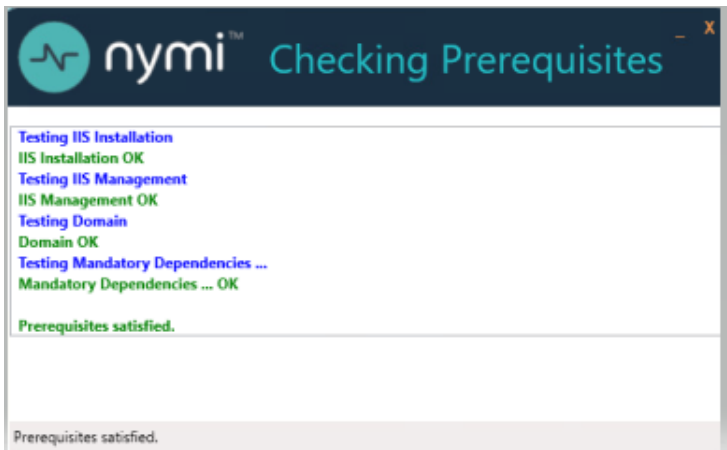 nymi™ Checking Prerequisites _ X
Testing IIS Installation
IIS Installation OK
Testing IIS Management
IIS Management OK
Testing Domain
Domain OK
Testing Mandatory Dependencies ...
Mandatory Dependencies ... OK
Prerequisites satisfied.
Prerequisites satisfied.